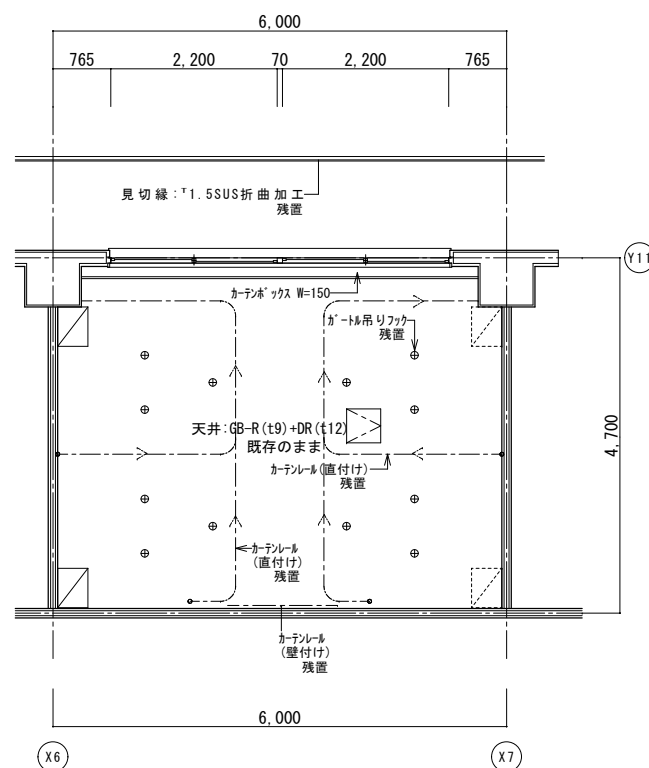 6,000
765 2,200 70 2,200 765
見切縁:ᵀ1.5SUS折曲加工
残置
Y11
ｶｰﾃﾝﾎﾞｯｸｽ W=150
ｶﾞｰﾄﾙ吊りﾌｯｸ
残置
天井:GB-R(t9)+DR(t12)
既存のまま
4,700
ｶｰﾃﾝﾚｰﾙ(直付け)
残置
ｶｰﾃﾝﾚｰﾙ
(直付け)
残置
ｶｰﾃﾝﾚｰﾙ
(壁付け)
残置
6,000
X6 X7